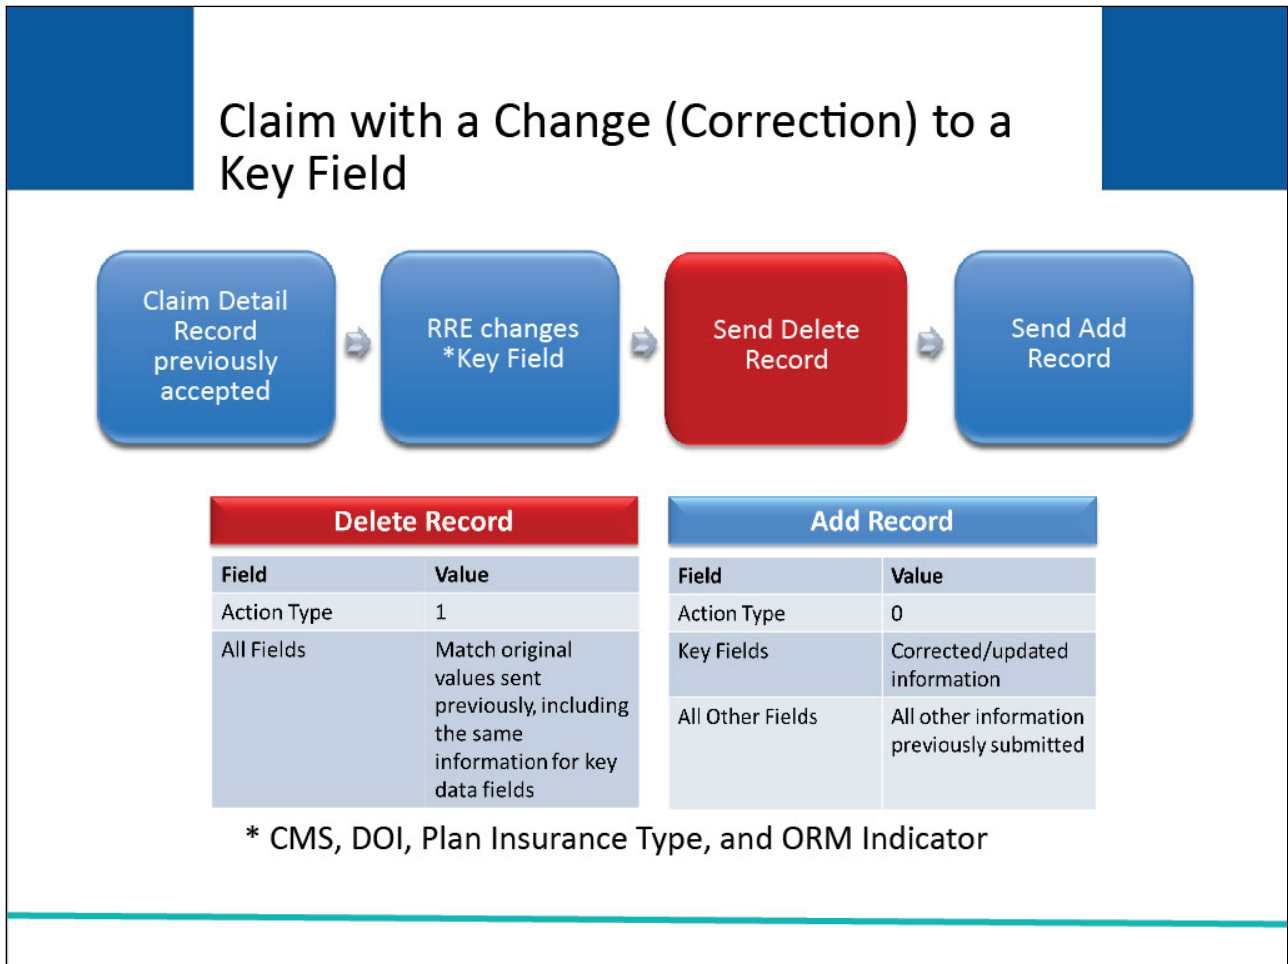 Claim with a Change (Correction) to a
Key Field
Claim Detail
Record
previously
accepted
RRE changes
*Key Field
Send Delete
Record
Send Add
Record
Delete Record
Field Value
Action Type 1
All Fields Match original
values sent
previously, including
the same
information for key
data fields
Add Record
Field Value
Action Type 0
Key Fields Corrected/updated
information
All Other Fields All other information
previously submitted
* CMS, DOI, Plan Insurance Type, and ORM Indicator